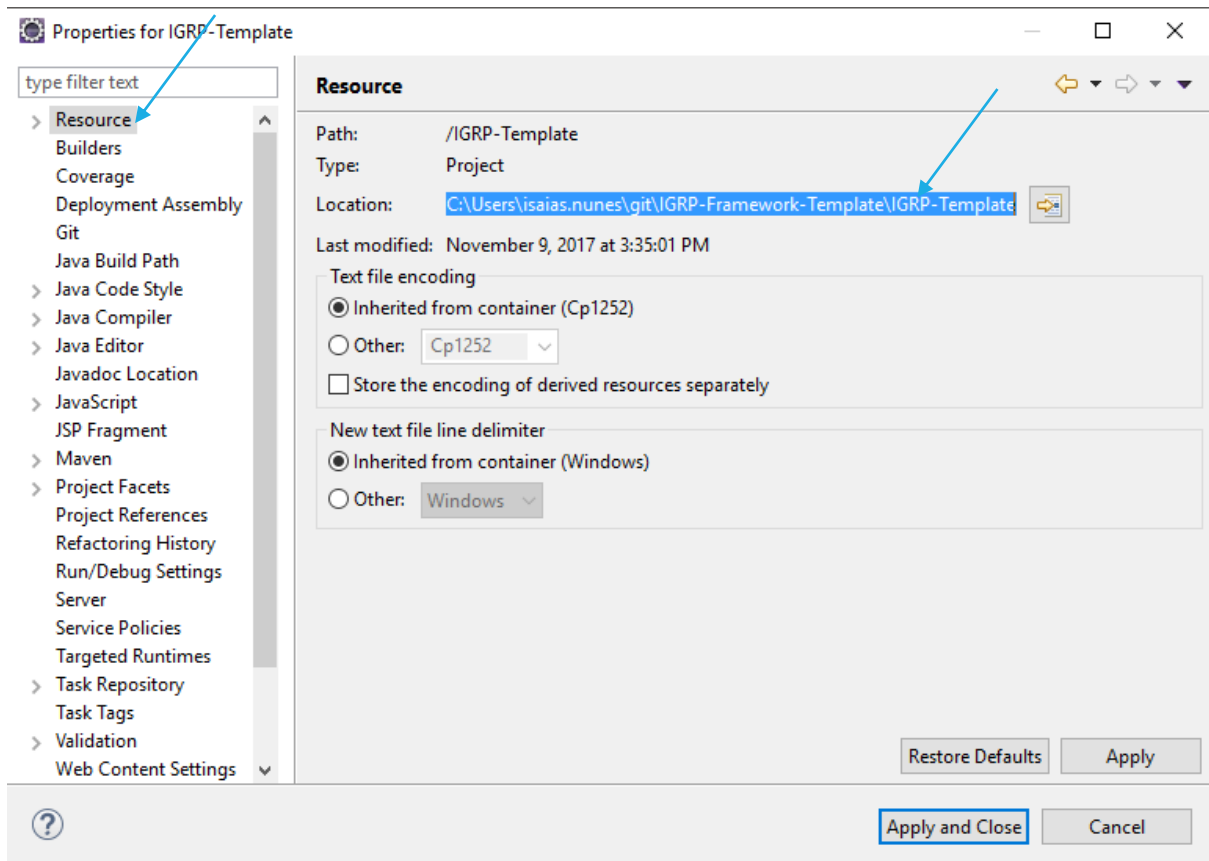 Properties for IGRP-Template
type filter text
Resource
Builders
Coverage
Deployment Assembly
Git
Java Build Path
Java Code Style
Java Compiler
Java Editor
Javadoc Location
JavaScript
JSP Fragment
Maven
Project Facets
Project References
Refactoring History
Run/Debug Settings
Server
Service Policies
Targeted Runtimes
Task Repository
Task Tags
Validation
Web Content Settings
Resource
Path: /IGRP-Template
Type: Project
Location: C:\Users\isaias.nunes\git\IGRP-Framework-Template\IGRP-Template
Last modified: November 9, 2017 at 3:35:01 PM
Text file encoding
Inherited from container (Cp1252)
Other: Cp1252
Store the encoding of derived resources separately
New text file line delimiter
Inherited from container (Windows)
Other: Windows
Restore Defaults Apply
? Apply and Close Cancel